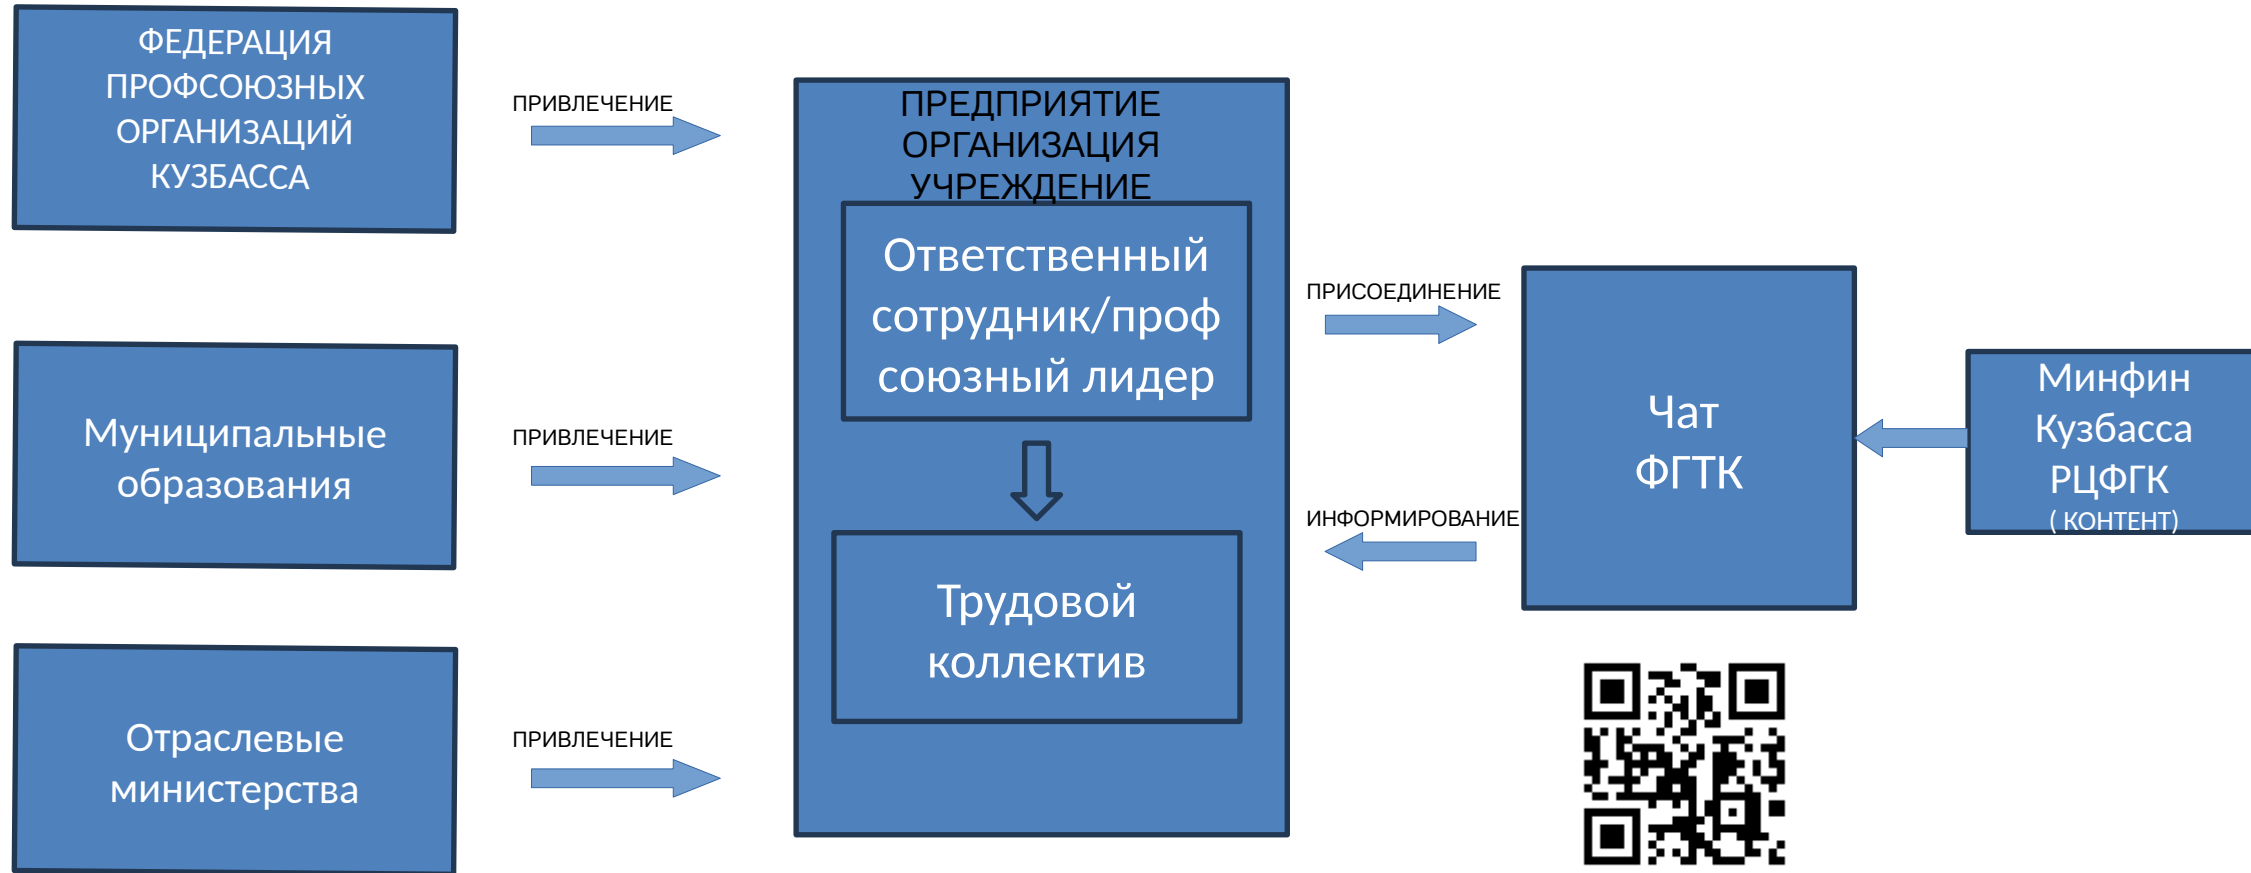 ФЕДЕРАЦИЯ
ПРОФСОЮЗНЫХ
ОРГАНИЗАЦИЙ
КУЗБАССА
ПРИВЛЕЧЕНИЕ
Муниципальные
образования
ПРИВЛЕЧЕНИЕ
Отраслевые
министерства
ПРИВЛЕЧЕНИЕ
ПРЕДПРИЯТИЕ
ОРГАНИЗАЦИЯ
УЧРЕЖДЕНИЕ
Ответственный
сотрудник/проф
союзный лидер
Трудовой
коллектив
ПРИСОЕДИНЕНИЕ
ИНФОРМИРОВАНИЕ
Чат
ФГТК
Минфин
Кузбасса
РЦФГК
( КОНТЕНТ)